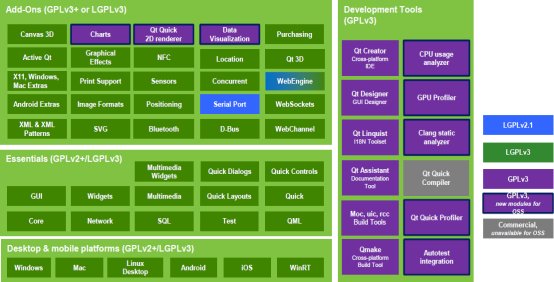 Add-Ons (GPLv3+ or LGPLv3)
Canvas 3D
Charts
Qt Quick
2D renderer
Data
Visualization
Purchasing
Active Qt
Graphical
Effects
NFC
Location
Qt 3D
X11, Windows,
Mac Extras
Print Support
Sensors
Concurrent
WebEngine
Android Extras
Image Formats
Positioning
Serial Port
WebSockets
XML & XML
Patterns
SVG
Bluetooth
D-Bus
WebChannel
Essentials (GPLv2+/LGPLv3)
Multimedia
Widgets
Quick Dialogs
Quick Controls
GUI
Widgets
Multimedia
Quick Layouts
Quick
Core
Network
SQL
Test
QML
Desktop & mobile platforms (GPLv2+/LGPLv3)
Windows
Mac
Linux
Desktop
Android
iOS
WinRT
Development Tools
(GPLv3)
Qt Creator
Cross-platform
IDE
CPU usage
analyzer
Qt Designer
GUI Designer
GPU Profiler
Qt Linquist
I18N Toolset
Clang static
analyzer
Qt Assistant
Documentation
Tool
Qt Quick
Compiler
Moc, uic, rcc
Build Tools
Qt Quick Profiler
Qmake
Cross-platform
Build Tool
Autotest
integration
LGPLv2.1
LGPLv3
GPLv3
GPLv3,
new modules for
OSS
Commercial,
unavailable for OSS